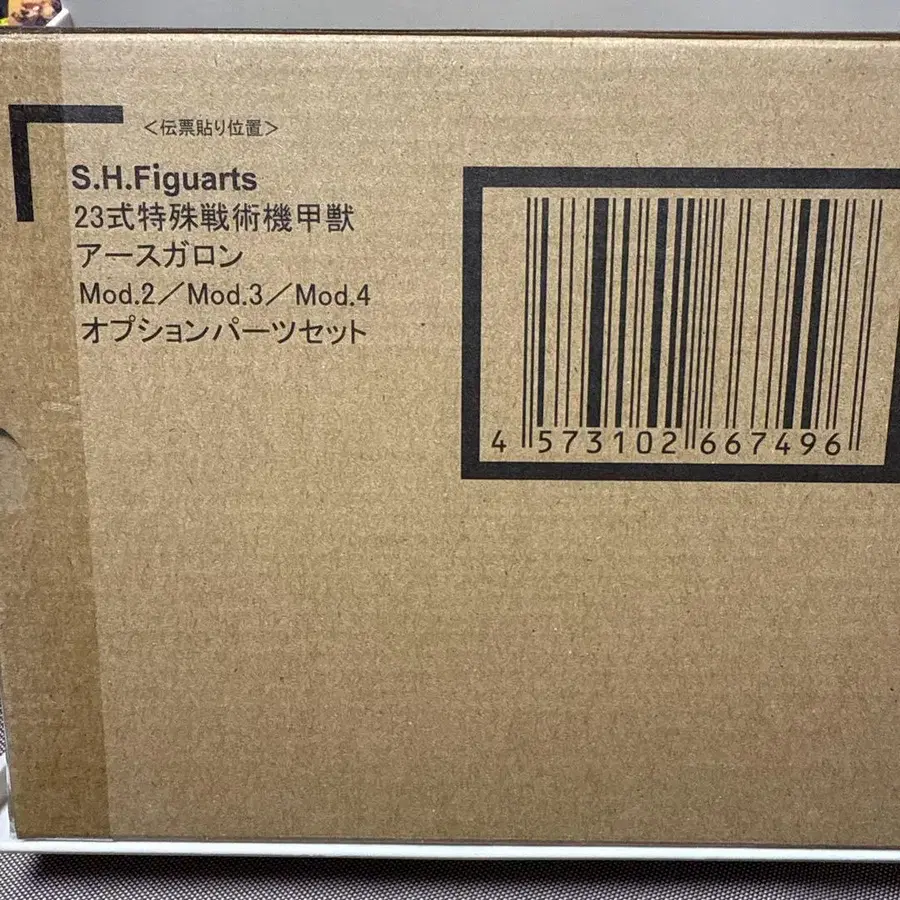 <伝票貼り位置>
S.H.Figuarts
23式特殊戦術機甲獣
アースガロン
Mod.2／Mod.3／Mod.4
オプションパーツセット
4 573102 667496